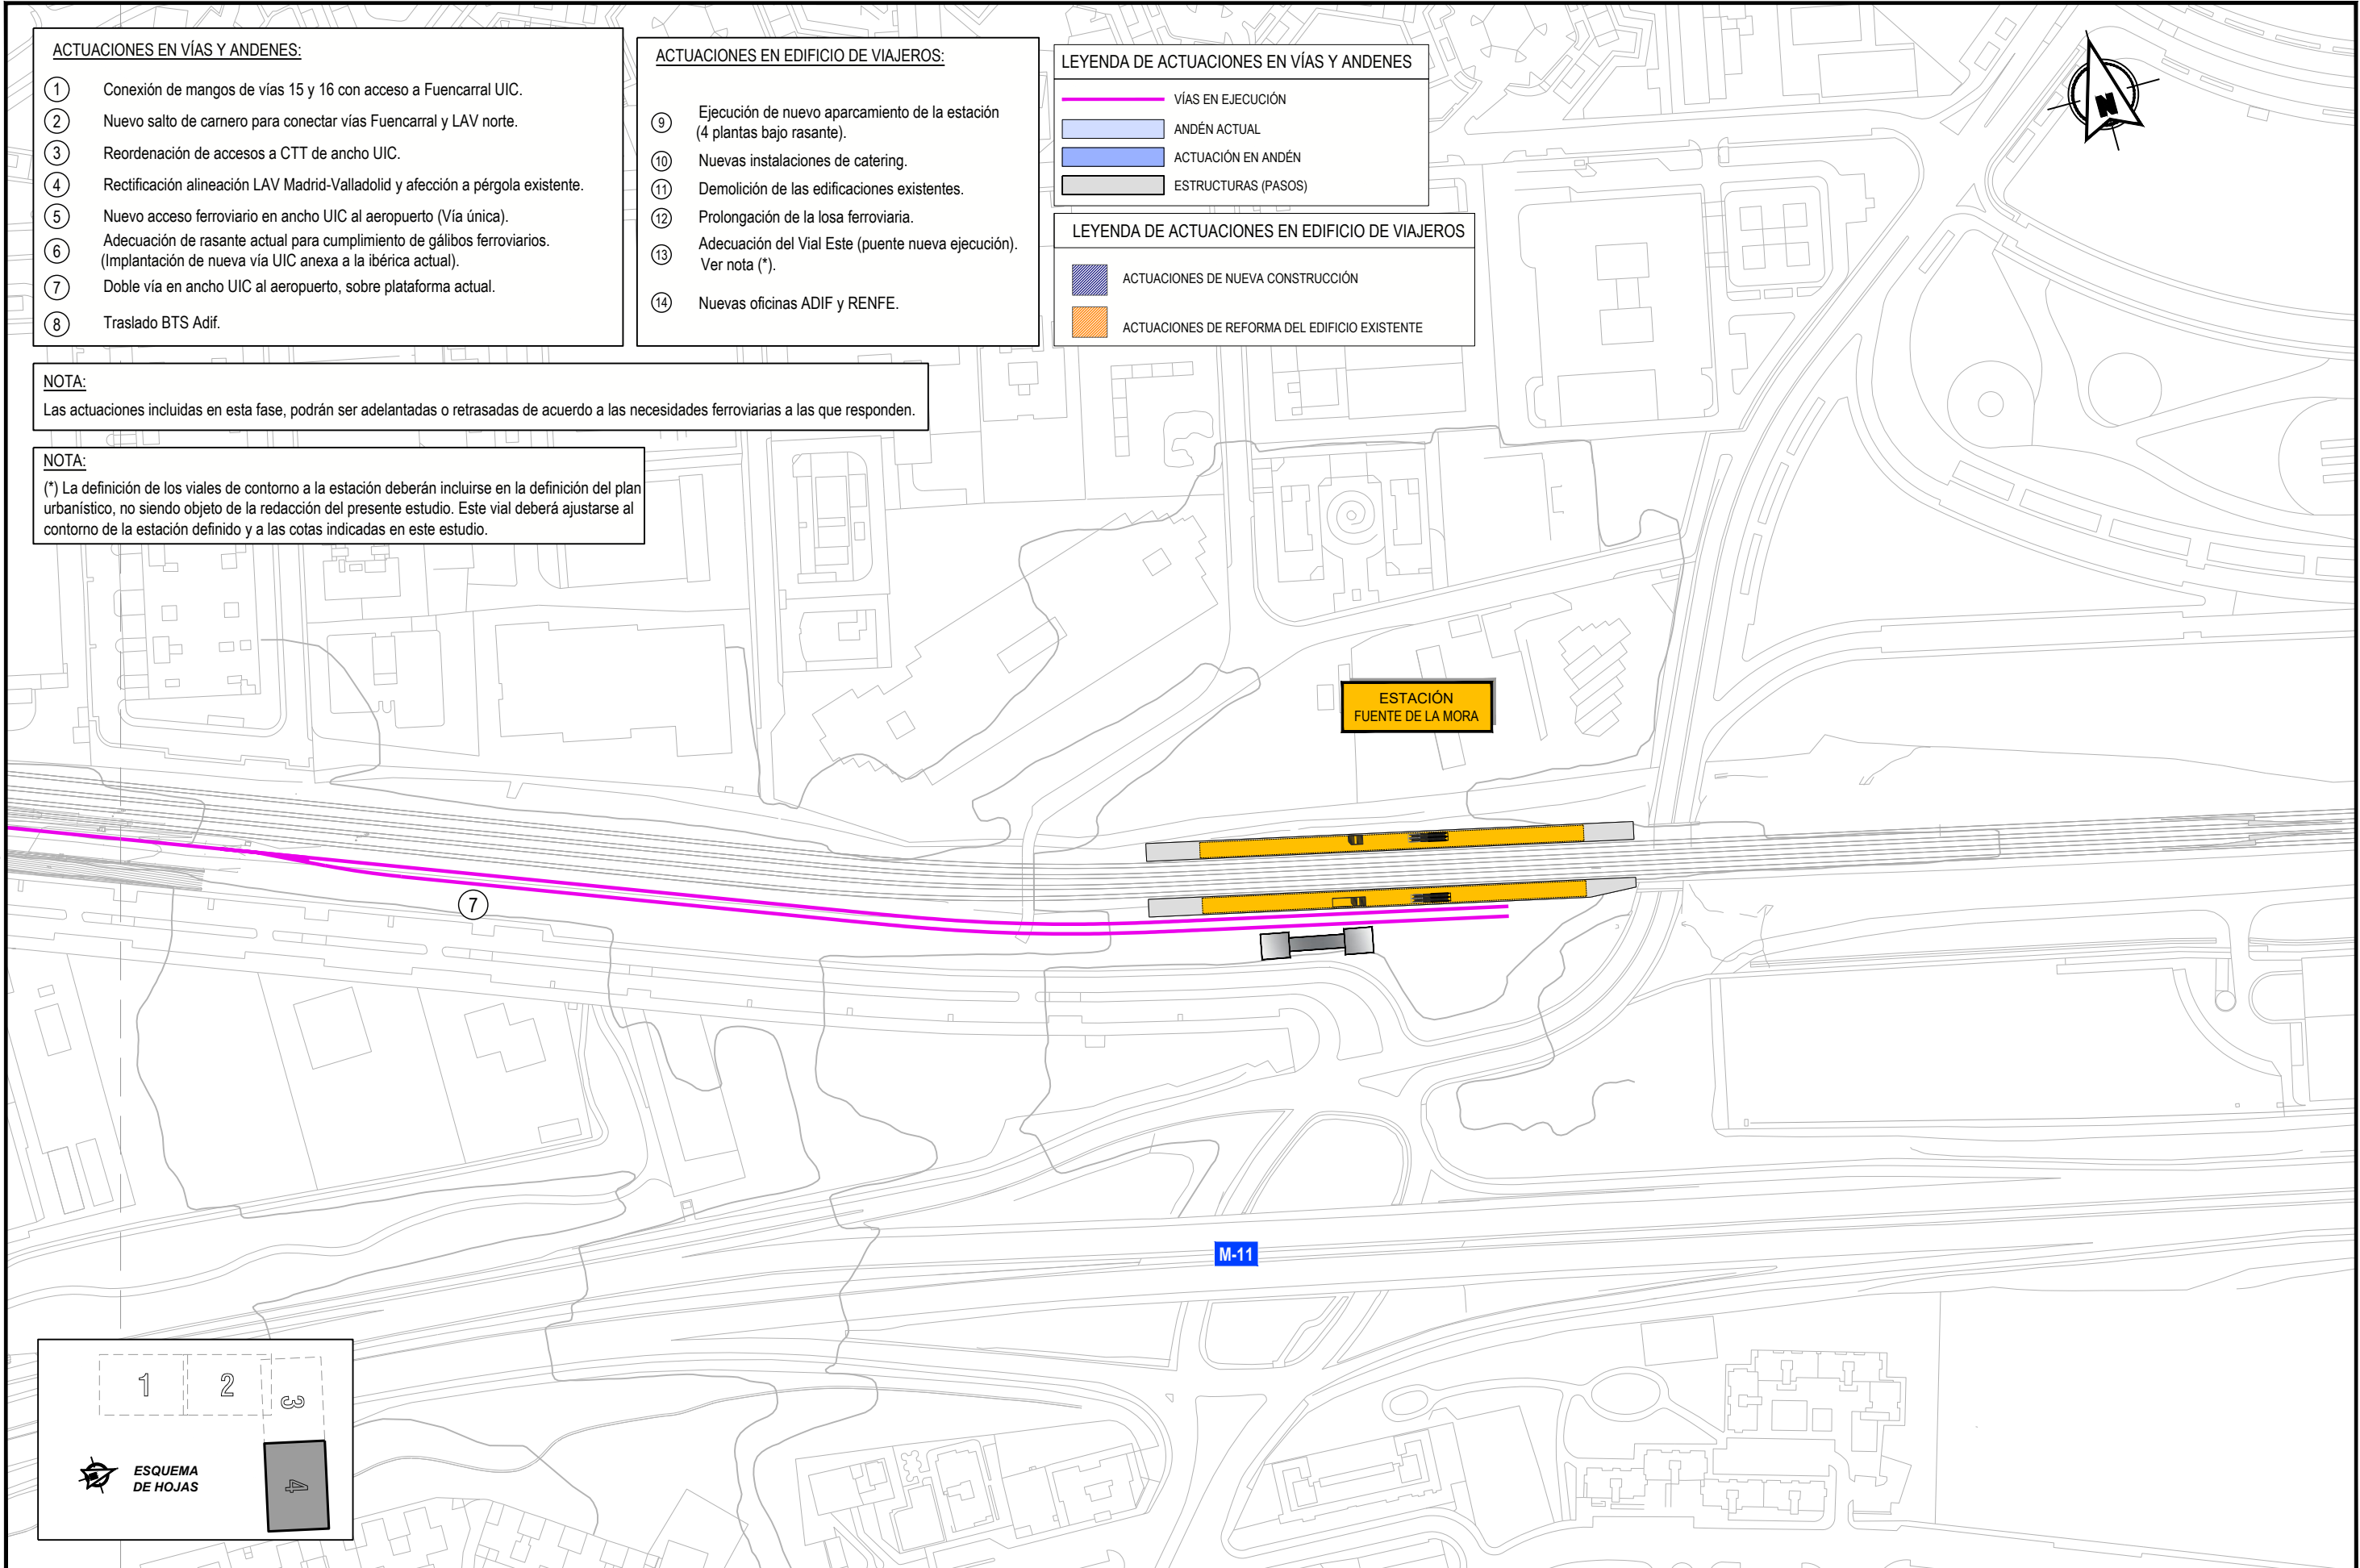 ACTUACIONES EN VÍAS Y ANDENES:
1 Conexión de mangos de vías 15 y 16 con acceso a Fuencarral UIC.
2 Nuevo salto de carnero para conectar vías Fuencarral y LAV norte.
3 Reordenación de accesos a CTT de ancho UIC.
4 Rectificación alineación LAV Madrid-Valladolid y afección a pérgola existente.
5 Nuevo acceso ferroviario en ancho UIC al aeropuerto (Vía única).
6 Adecuación de rasante actual para cumplimiento de gálibos ferroviarios.
(Implantación de nueva vía UIC anexa a la ibérica actual).
7 Doble vía en ancho UIC al aeropuerto, sobre plataforma actual.
8 Traslado BTS Adif.
ACTUACIONES EN EDIFICIO DE VIAJEROS:
9 Ejecución de nuevo aparcamiento de la estación
(4 plantas bajo rasante).
10 Nuevas instalaciones de catering.
11 Demolición de las edificaciones existentes.
12 Prolongación de la losa ferroviaria.
13 Adecuación del Vial Este (puente nueva ejecución).
Ver nota (*).
14 Nuevas oficinas ADIF y RENFE.
LEYENDA DE ACTUACIONES EN VÍAS Y ANDENES
VÍAS EN EJECUCIÓN
ANDÉN ACTUAL
ACTUACIÓN EN ANDÉN
ESTRUCTURAS (PASOS)
LEYENDA DE ACTUACIONES EN EDIFICIO DE VIAJEROS
ACTUACIONES DE NUEVA CONSTRUCCIÓN
ACTUACIONES DE REFORMA DEL EDIFICIO EXISTENTE
N
NOTA:
Las actuaciones incluidas en esta fase, podrán ser adelantadas o retrasadas de acuerdo a las necesidades ferroviarias a las que responden.
NOTA:
(*) La definición de los viales de contorno a la estación deberán incluirse en la definición del plan
urbanístico, no siendo objeto de la redacción del presente estudio. Este vial deberá ajustarse al
contorno de la estación definido y a las cotas indicadas en este estudio.
ESTACIÓN
FUENTE DE LA MORA
7
M-11
1
2
3
4
ESQUEMA
DE HOJAS